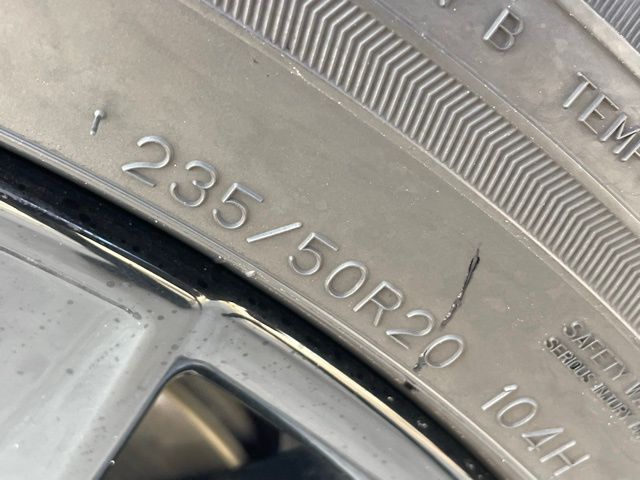 B TEMP
235/50R20 104H
SAFETY
SERIOUS INJURY